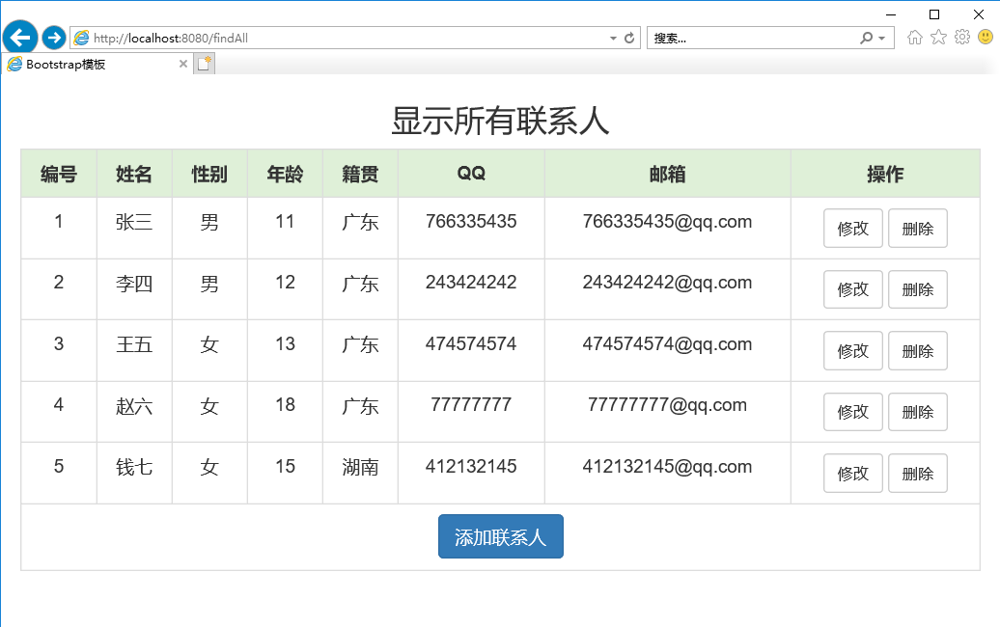 http://localhost:8080/findAll
搜索...
Bootstrap模板
显示所有联系人
编号 姓名 性别 年龄 籍贯 QQ 邮箱 操作
1 张三 男 11 广东 766335435 766335435@qq.com 修改 删除
2 李四 男 12 广东 243424242 243424242@qq.com 修改 删除
3 王五 女 13 广东 474574574 474574574@qq.com 修改 删除
4 赵六 女 18 广东 77777777 77777777@qq.com 修改 删除
5 钱七 女 15 湖南 412132145 412132145@qq.com 修改 删除
添加联系人